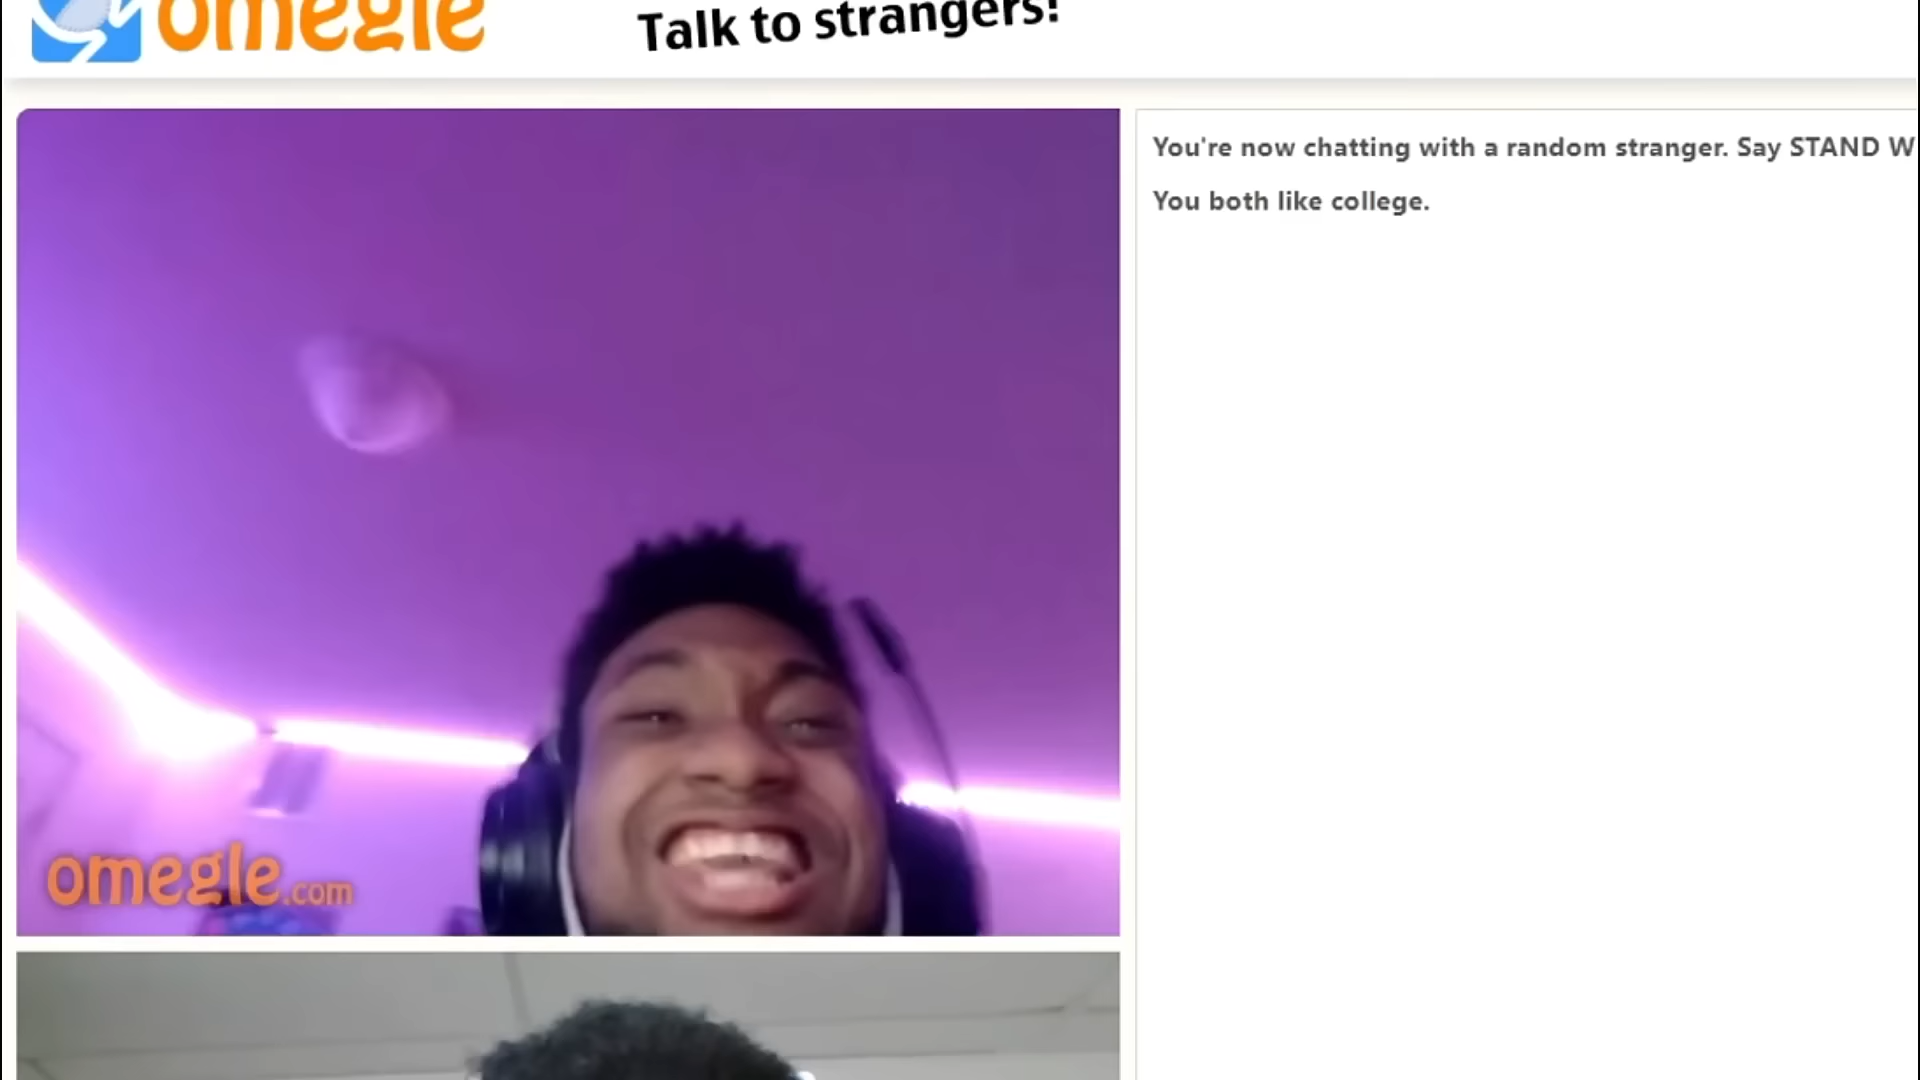 omegle
Talk to strangers!
You're now chatting with a random stranger. Say STAND W
You both like college.
omegle.com